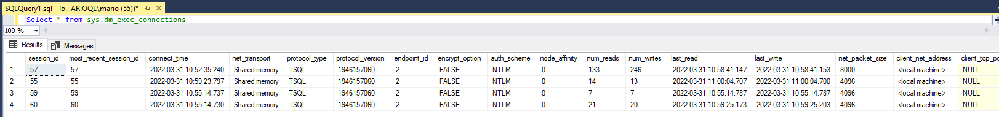 SQLQuery1.sql - lo...ARIOQL\mario (55))*
Select * from sys.dm_exec_connections
100 %
Results Messages
session_id most_recent_session_id connect_time net_transport protocol_type protocol_version endpoint_id encrypt_option auth_scheme node_affinity num_reads num_writes last_read last_write net_packet_size client_net_address client_tcp_po
1 57 57 2022-03-31 10:52:35.240 Shared memory TSQL 1946157060 2 FALSE NTLM 0 133 246 2022-03-31 10:58:41.147 2022-03-31 10:58:41.153 8000 <local machine> NULL
2 55 55 2022-03-31 10:59:23.797 Shared memory TSQL 1946157060 2 FALSE NTLM 0 14 13 2022-03-31 11:00:04.707 2022-03-31 11:00:04.700 4096 <local machine> NULL
3 59 59 2022-03-31 10:55:14.737 Shared memory TSQL 1946157060 2 FALSE NTLM 0 7 7 2022-03-31 10:55:14.787 2022-03-31 10:55:14.787 4096 <local machine> NULL
4 60 60 2022-03-31 10:55:14.730 Shared memory TSQL 1946157060 2 FALSE NTLM 0 21 20 2022-03-31 10:59:25.173 2022-03-31 10:59:25.203 4096 <local machine> NULL